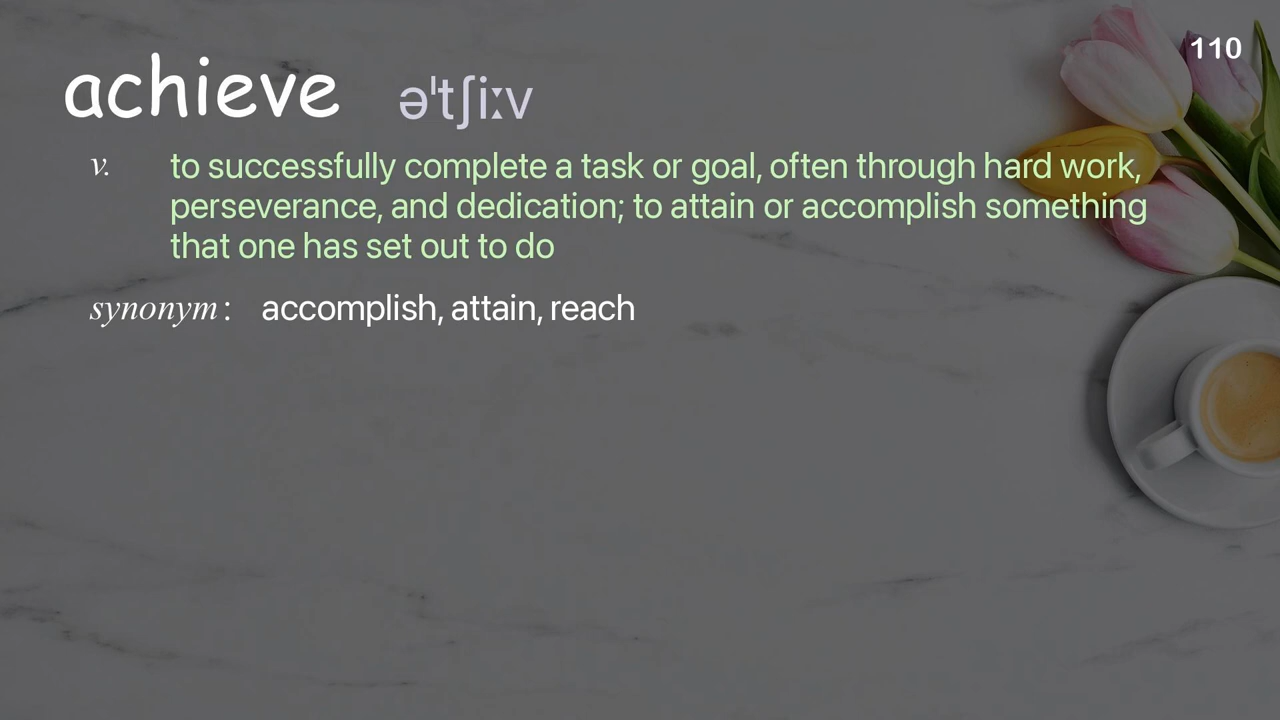 110
achieve əˈtʃiːv
v. to successfully complete a task or goal, often through hard work,
perseverance, and dedication; to attain or accomplish something
that one has set out to do
synonym : accomplish, attain, reach